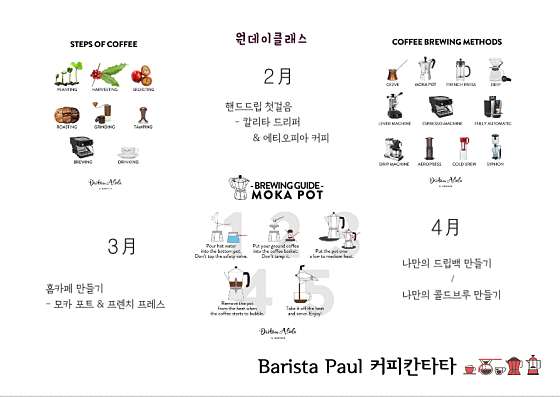 원데이클래스
STEPS OF COFFEE
PLANTING HARVESTING SELECTING
ROASTING GRINDING TAMPING
BREWING DRINKING
2月
핸드드립 첫걸음
- 칼리타 드리퍼
& 에티오피아 커피
COFFEE BREWING METHODS
CEZVE MOKA POT FRENCH PRESS DRIP
LEVER MACHINE ESPRESSO MACHINE FULLY AUTOMATIC
DRIP MACHINE AEROPRESS COLD BREW SYPHON
3月
홈카페 만들기
- 모카 포트 & 프렌치 프레스
- BREWING GUIDE -
MOKA POT
1 2 3
Pour hot water
into the bottom pot.
Don't top the safety valve.
Put your ground coffee
into the coffee basket.
Don't tamp it.
Put the pot over
a low to medium heat.
4 5
Remove the pot
from the heat when
the coffee starts to bubble.
Take it off the heat
and serve. Enjoy!
4月
나만의 드립백 만들기
/
나만의 콜드브루 만들기
Barista Paul 커피칸타타